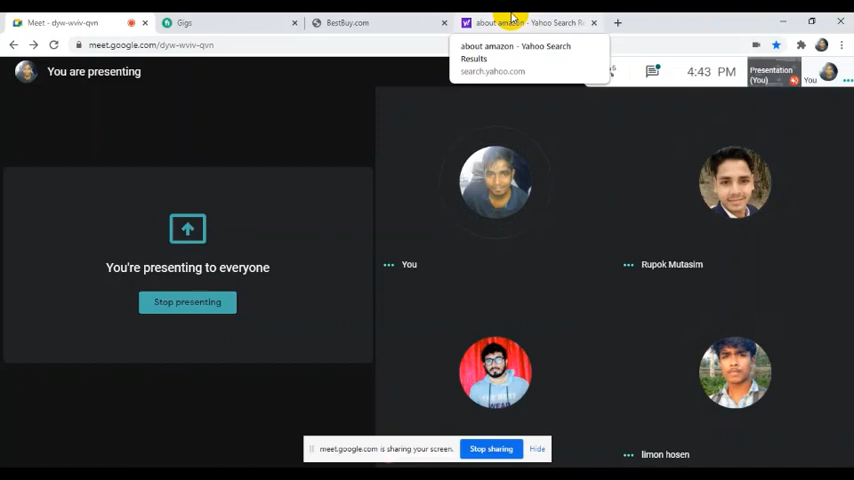 Meet - dyw-wviv-qvn
Gigs
BestBuy.com
about amazon - Yahoo Search Re
meet.google.com/dyw-wviv-qvn
about amazon - Yahoo Search
Results
search.yahoo.com
You are presenting
4:43 PM
Presentation
(You)
You
You're presenting to everyone
Stop presenting
You
Rupok Mutasim
meet.google.com is sharing your screen.
Stop sharing
Hide
limon hosen